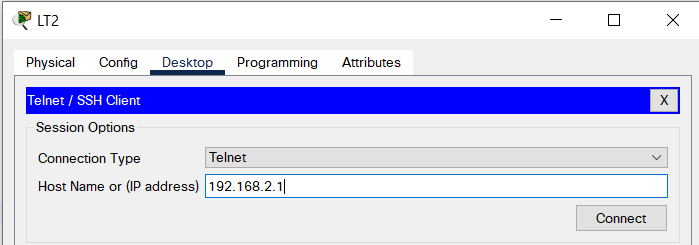 LT2
Physical Config Desktop Programming Attributes
Telnet / SSH Client X
Session Options
Connection Type Telnet
Host Name or (IP address) 192.168.2.1
Connect